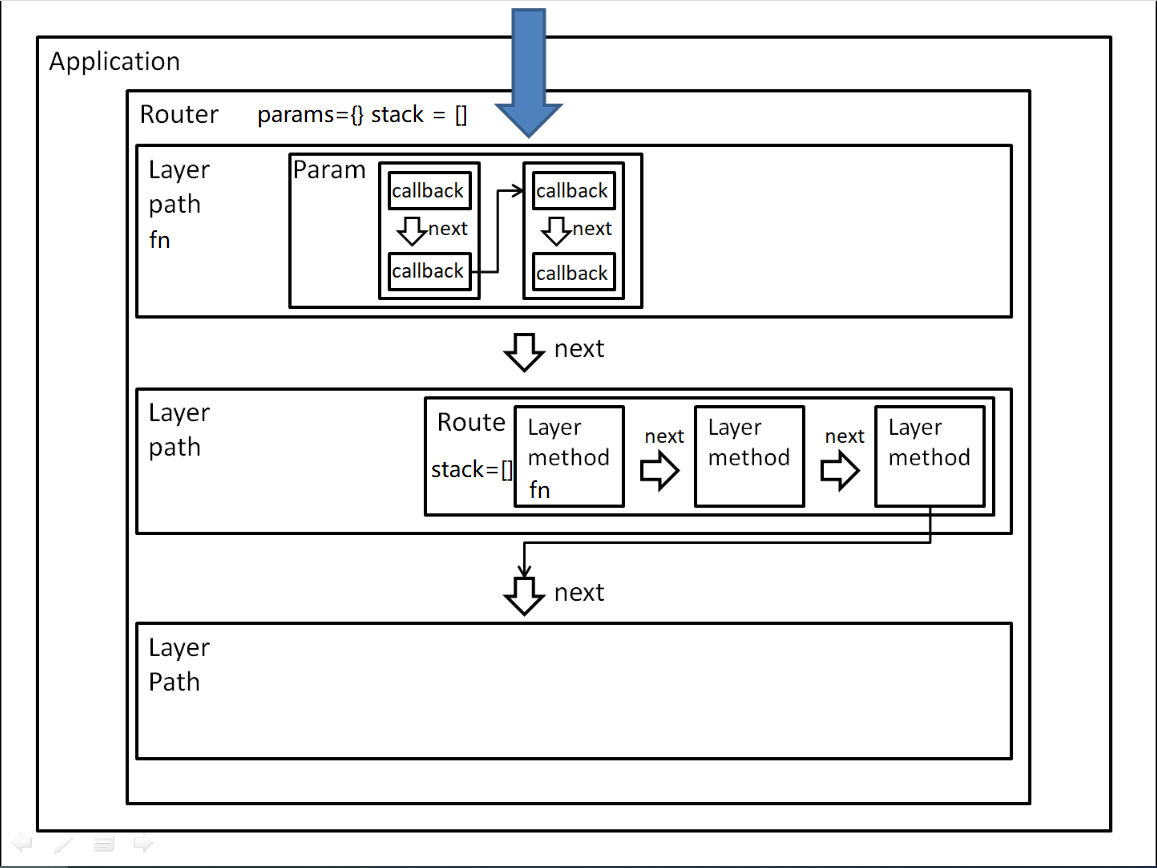 Application
Router params={} stack = []
Layer
path
fn
Param
callback
next
callback
callback
next
callback
next
Layer
path
Route
stack=[]
Layer
method
fn
next
Layer
method
next
Layer
method
next
Layer
Path